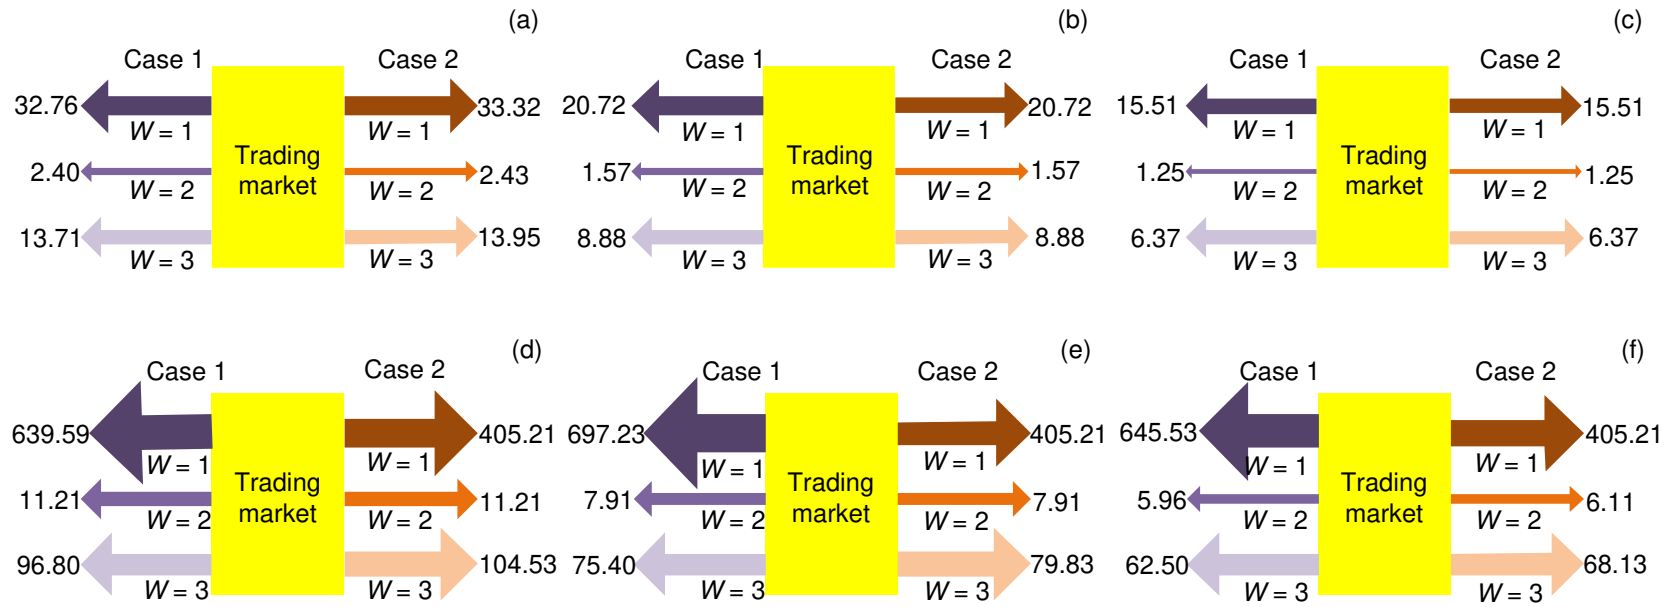 (a)
Case 1 Case 2
32.76 33.32
W = 1 W = 1
Trading
market
2.40 2.43
W = 2 W = 2
13.71 13.95
W = 3 W = 3
(b)
Case 1 Case 2
20.72 20.72
W = 1 W = 1
Trading
market
1.57 1.57
W = 2 W = 2
8.88 8.88
W = 3 W = 3
(c)
Case 1 Case 2
15.51 15.51
W = 1 W = 1
Trading
market
1.25 1.25
W = 2 W = 2
6.37 6.37
W = 3 W = 3
(d)
Case 1 Case 2
639.59 405.21
W = 1 W = 1
Trading
market
11.21 11.21
W = 2 W = 2
96.80 104.53
W = 3 W = 3
(e)
Case 1 Case 2
697.23 405.21
W = 1 W = 1
Trading
market
7.91 7.91
W = 2 W = 2
75.40 79.83
W = 3 W = 3
(f)
Case 1 Case 2
645.53 405.21
W = 1 W = 1
Trading
market
5.96 6.11
W = 2 W = 2
62.50 68.13
W = 3 W = 3